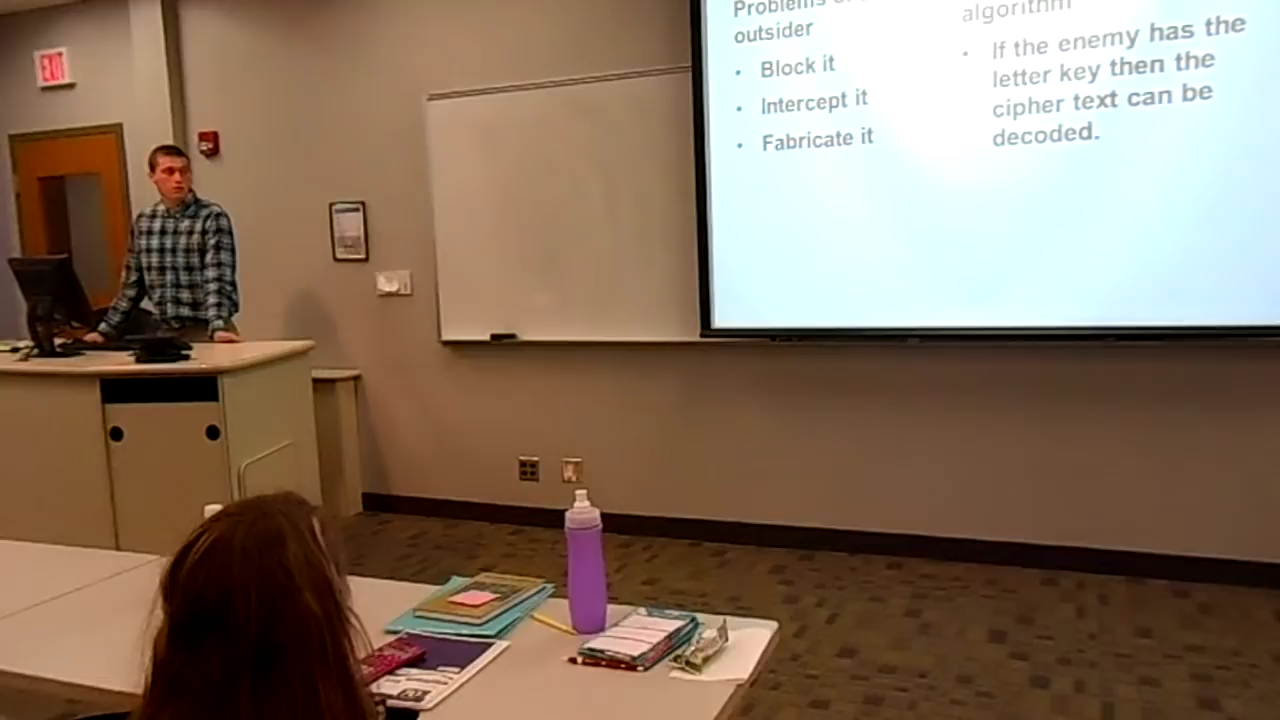 EXIT
Problems
outsider
• Block it
• Intercept it
• Fabricate it
algorithm
• If the enemy has the
letter key then the
cipher text can be
decoded.